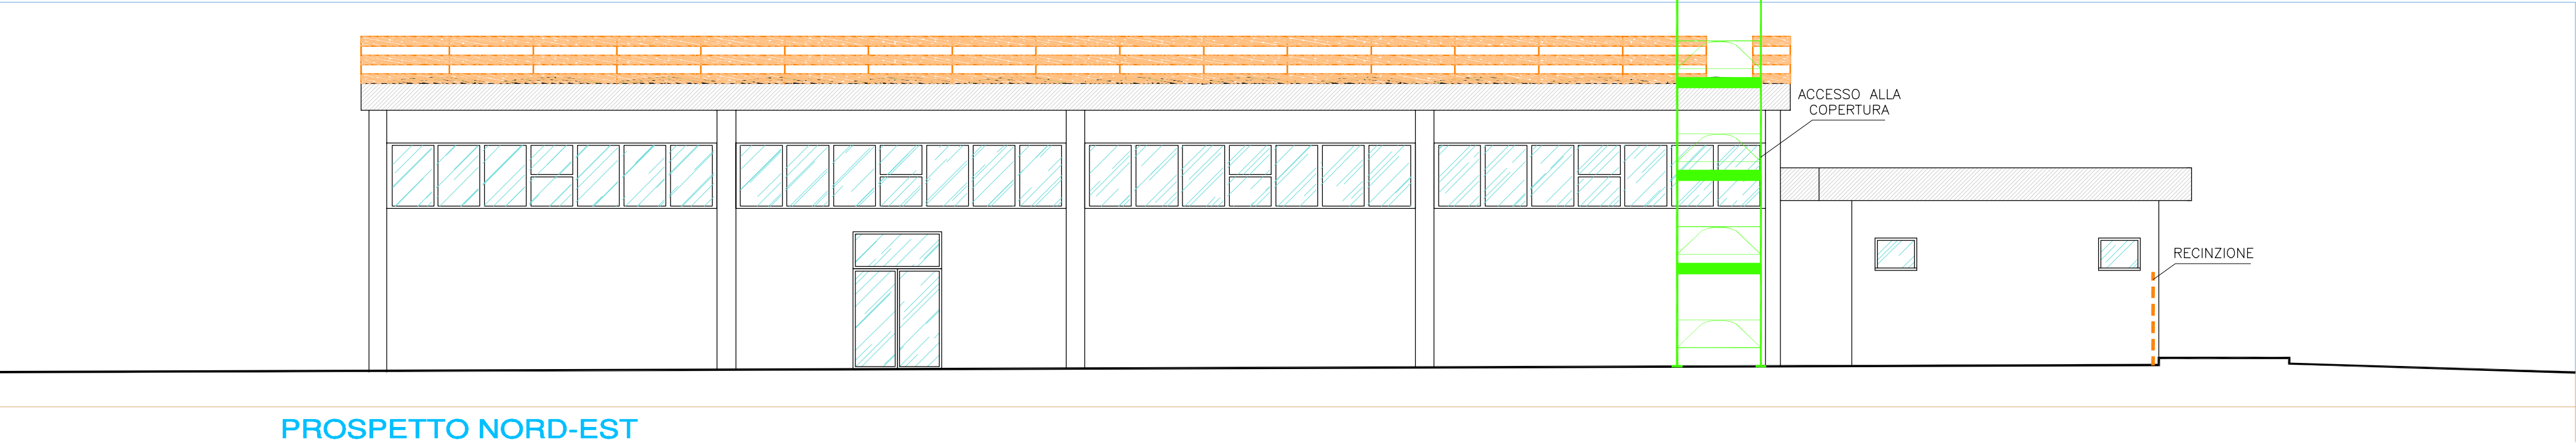 ACCESSO ALLA
COPERTURA
RECINZIONE
PROSPETTO NORD-EST